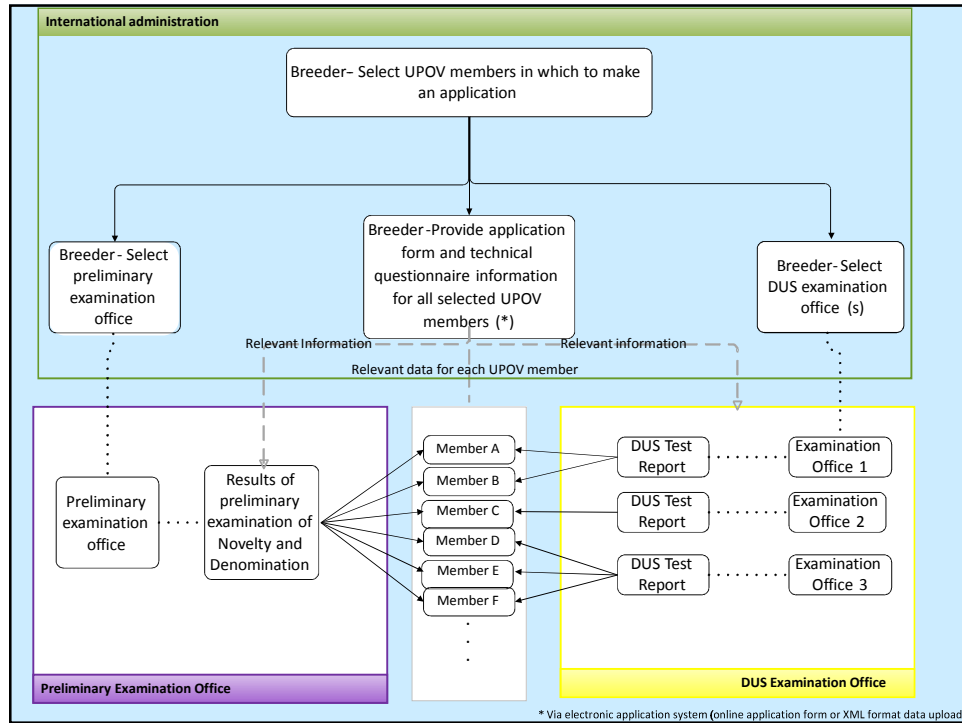 International administration
Breeder– Select UPOV members in which to make
an application
Breeder - Select
preliminary
examination
office
Breeder -Provide application
form and technical
questionnaire information
for all selected UPOV
members (*)
Breeder- Select
DUS examination
office (s)
Relevant Information
Relevant information
Relevant data for each UPOV member
Preliminary
examination
office
Results of
preliminary
examination of
Novelty and
Denomination
Member A
Member B
Member C
Member D
Member E
Member F
DUS Test
Report
Examination
Office 1
DUS Test
Report
Examination
Office 2
DUS Test
Report
Examination
Office 3
Preliminary Examination Office
DUS Examination Office
* Via electronic application system (online application form or XML format data upload